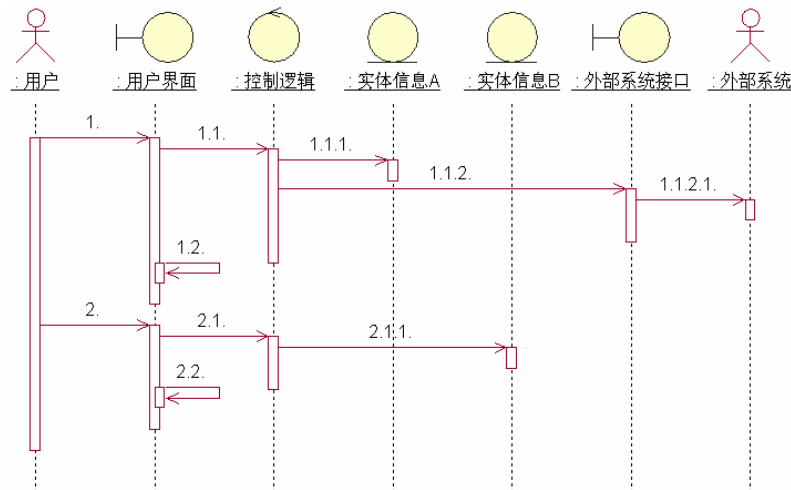 : 用户
: 用户界面
: 控制逻辑
: 实体信息A
: 实体信息B
: 外部系统接口
: 外部系统
1.
1.1.
1.1.1.
1.1.2.
1.1.2.1.
1.2.
2.
2.1.
2.1.1.
2.2.